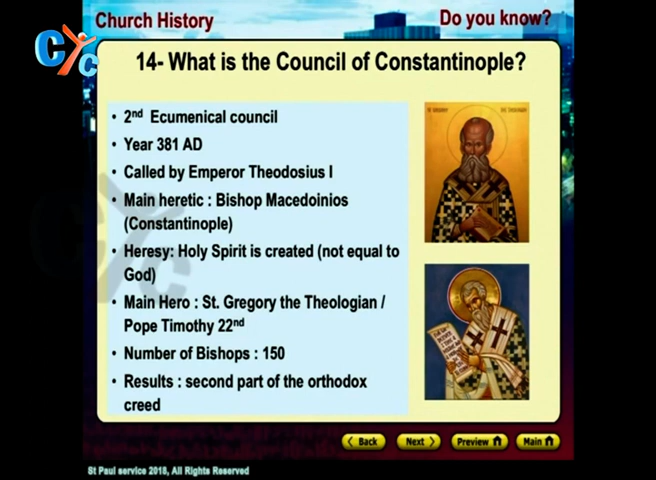 Church History
Do you know?
CYC
14- What is the Council of Constantinople?
• 2nd Ecumenical council
• Year 381 AD
• Called by Emperor Theodosius I
• Main heretic : Bishop Macedoinios
(Constantinople)
• Heresy: Holy Spirit is created (not equal to
God)
• Main Hero : St. Gregory the Theologian /
Pope Timothy 22nd
• Number of Bishops : 150
• Results : second part of the orthodox
creed
< Back
Next >
Preview
Main
St Paul service 2018, All Rights Reserved